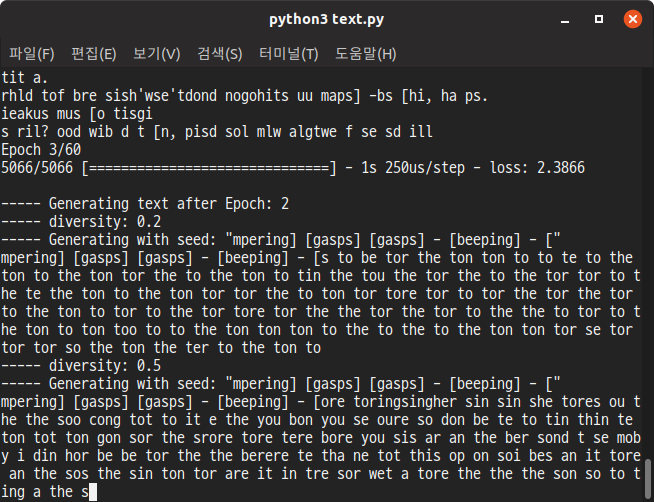 python3 text.py
파일(F) 편집(E) 보기(V) 검색(S) 터미널(T) 도움말(H)
tit a.
rhld tof bre sish'wse'tdond nogohits uu maps] -bs [hi, ha ps.
ieakus mus [o tisgi
s ril? ood wib d t [n, pisd sol mlw algtwe f se sd ill
Epoch 3/60
5066/5066 [==============================] - 1s 250us/step - loss: 2.3866

----- Generating text after Epoch: 2
----- diversity: 0.2
----- Generating with seed: "mpering] [gasps] [gasps] - [beeping] - ["
mpering] [gasps] [gasps] - [beeping] - [s to be tor the ton ton to to te to the
ton to the ton tor the to the ton to tin the tou the tor the to the tor tor to t
he te the ton to the ton tor tor the to ton tor tore tor to tor the tor the tor
to the ton to tor to the tor tore tor the the tor the tor to the the to tor to t
he ton to ton too to to the ton ton ton to the to the to the ton ton tor se tor
tor tor so the ton the ter to the ton to
----- diversity: 0.5
----- Generating with seed: "mpering] [gasps] [gasps] - [beeping] - ["
mpering] [gasps] [gasps] - [beeping] - [ore toringsingher sin sin she tores ou t
he the soo cong tot to it e the you bon you se oure so don be te to tin thin te
ton tot ton gon sor the srore tore tere bore you sis ar an the ber sond t se mob
y i din hor be be tor the the berere te tha ne tot this op on soi bes an it tore
 an the sos the sin ton tor are it in tre sor wet a tore the the the son so to t
ing a the s